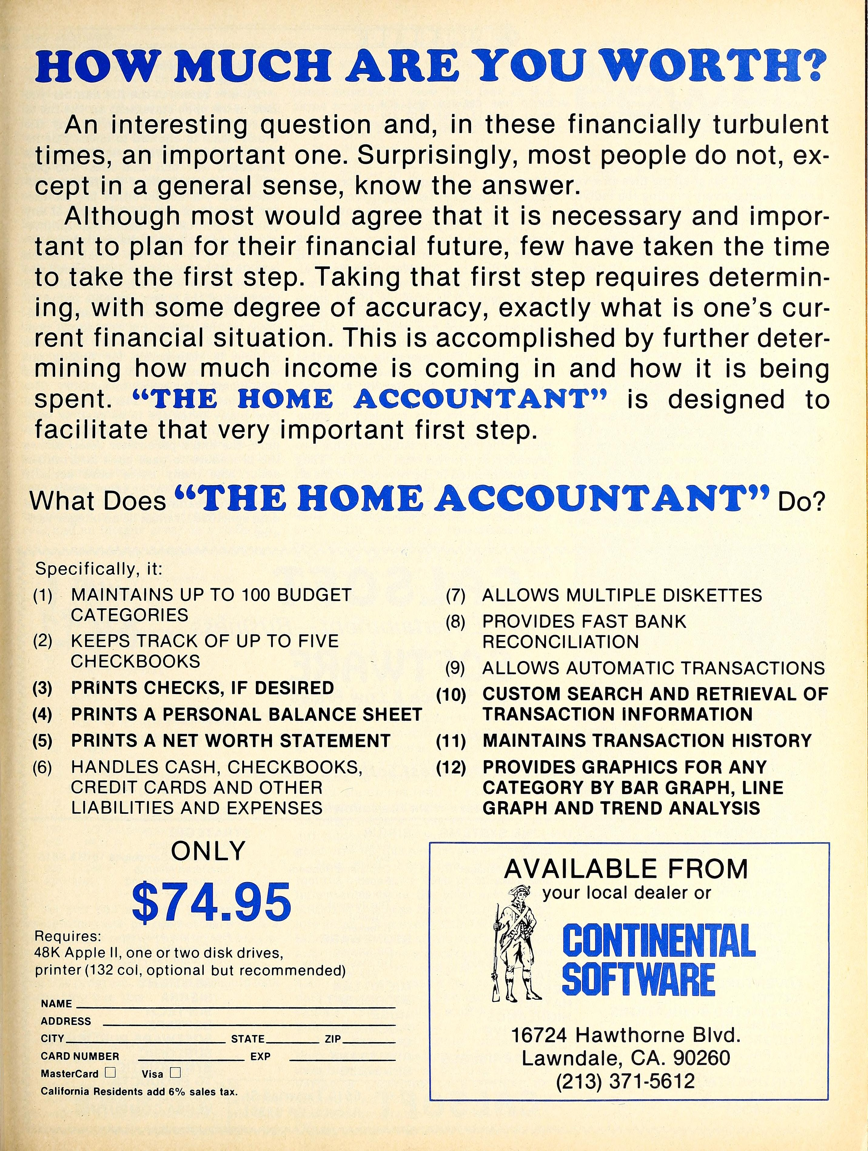 HOW MUCH ARE YOU WORTH?
An interesting question and, in these financially turbulent
times, an important one. Surprisingly, most people do not, ex-
cept in a general sense, know the answer.
Although most would agree that it is necessary and impor-
tant to plan for their financial future, few have taken the time
to take the first step. Taking that first step requires determin-
ing, with some degree of accuracy, exactly what is one's cur-
rent financial situation. This is accomplished by further deter-
mining how much income is coming in and how it is being
spent. “THE HOME ACCOUNTANT” is designed to
facilitate that very important first step.
What Does “THE HOME ACCOUNTANT” Do?
Specifically, it:
(1) MAINTAINS UP TO 100 BUDGET
CATEGORIES
(2) KEEPS TRACK OF UP TO FIVE
CHECKBOOKS
(3) PRINTS CHECKS, IF DESIRED
(4) PRINTS A PERSONAL BALANCE SHEET
(5) PRINTS A NET WORTH STATEMENT
(6) HANDLES CASH, CHECKBOOKS,
CREDIT CARDS AND OTHER
LIABILITIES AND EXPENSES
(7) ALLOWS MULTIPLE DISKETTES
(8) PROVIDES FAST BANK
RECONCILIATION
(9) ALLOWS AUTOMATIC TRANSACTIONS
(10) CUSTOM SEARCH AND RETRIEVAL OF
TRANSACTION INFORMATION
(11) MAINTAINS TRANSACTION HISTORY
(12) PROVIDES GRAPHICS FOR ANY
CATEGORY BY BAR GRAPH, LINE
GRAPH AND TREND ANALYSIS
ONLY
$74.95
Requires:
48K Apple II, one or two disk drives,
printer (132 col, optional but recommended)
NAME
ADDRESS
CITY STATE ZIP
CARD NUMBER EXP
MasterCard ☐ Visa ☐
California Residents add 6% sales tax.
AVAILABLE FROM
your local dealer or
CONTINENTAL
SOFTWARE
16724 Hawthorne Blvd.
Lawndale, CA. 90260
(213) 371-5612